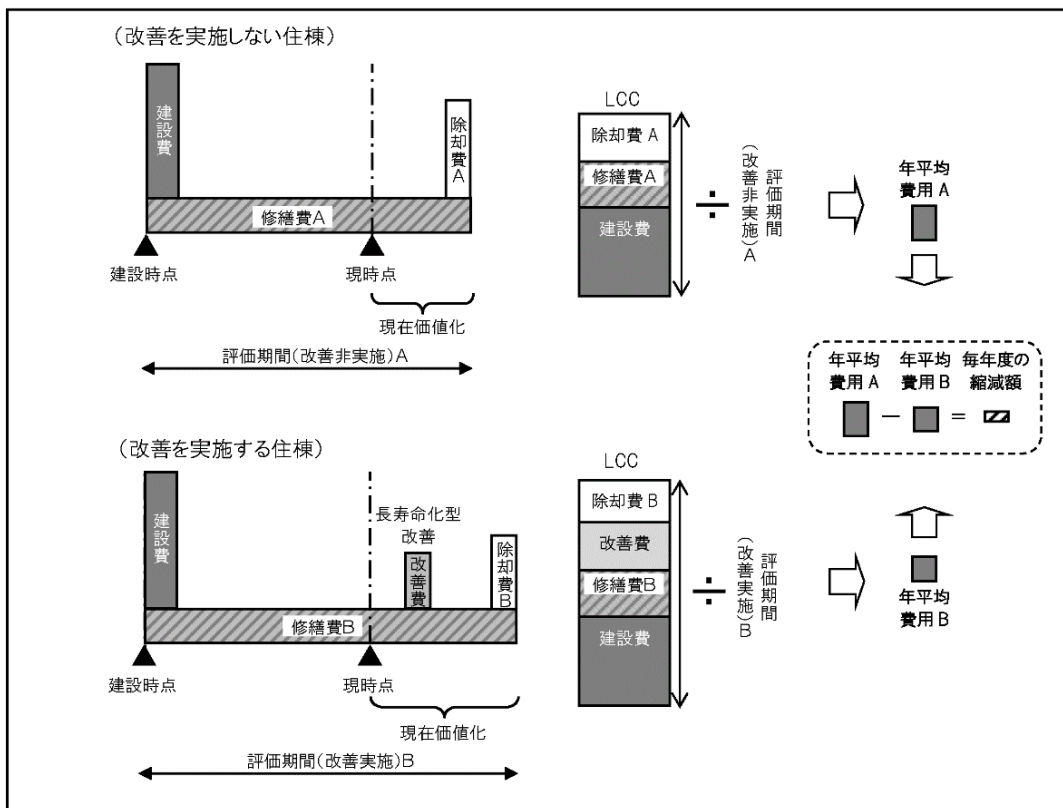 （改善を実施しない住棟）
建設費
除却費A
修繕費A
建設時点
現時点
現在価値化
評価期間(改善非実施)A
LCC
除却費A
修繕費A
建設費
÷
評価期間
(改善非実施)A
年平均
費用A
年平均
費用A
年平均
費用B
毎年度の
縮減額
－
＝
（改善を実施する住棟）
建設費
長寿命化型
改善
改善費
除却費B
修繕費B
建設時点
現時点
現在価値化
評価期間(改善実施)B
LCC
除却費B
改善費
修繕費B
建設費
÷
評価期間
(改善実施)B
年平均
費用B